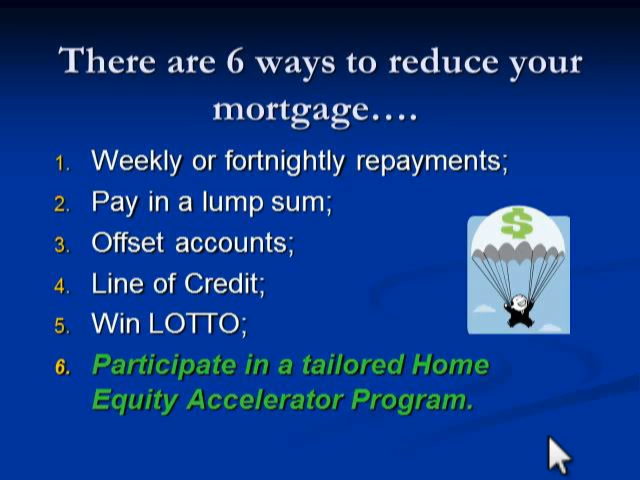 There are 6 ways to reduce your
mortgage….
1. Weekly or fortnightly repayments;
2. Pay in a lump sum;
3. Offset accounts;
4. Line of Credit;
5. Win LOTTO;
6. Participate in a tailored Home
Equity Accelerator Program.
$